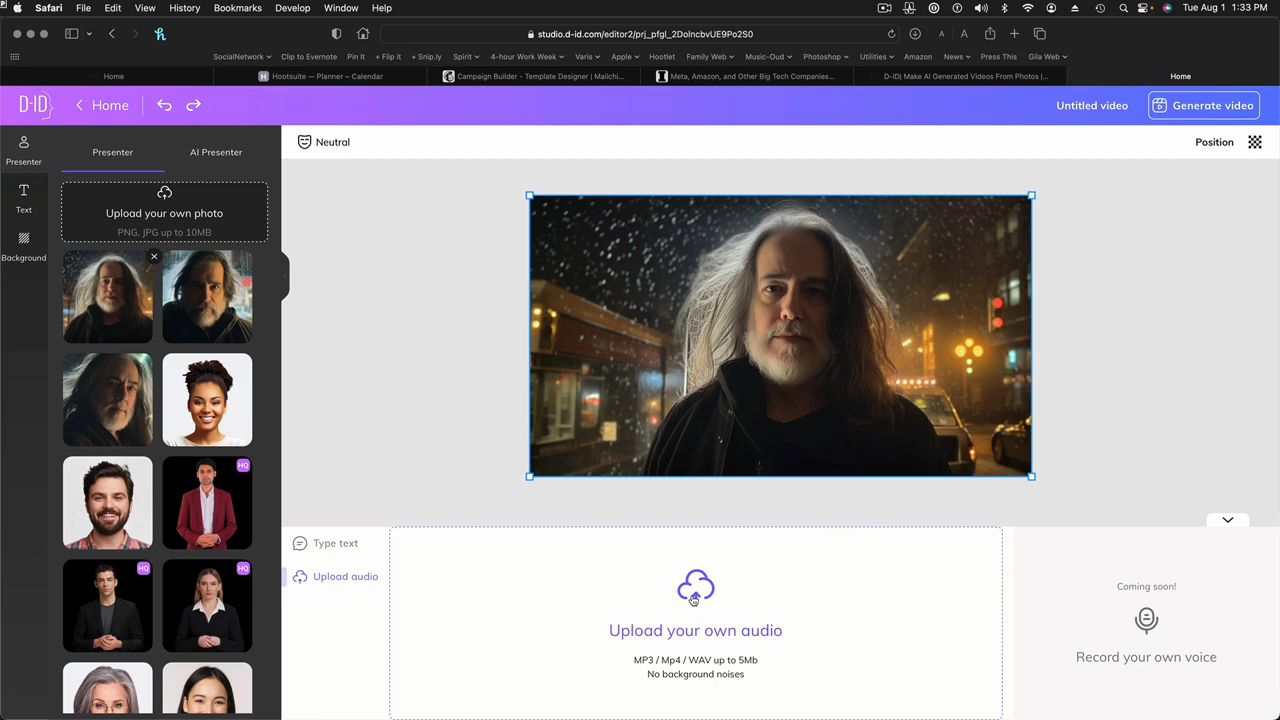 Safari File Edit View History Bookmarks Develop Window Help
Tue Aug 1 1:33 PM
studio.d-id.com/editor2/prj_pfgl_2DolncbvUE9Po2S0
A A
SocialNetwork Clip to Evernote Pin It + Flip it + Snip.ly Spirit 4-hour Work Week Varis Apple Hootlet Family Web Music-Oud Photoshop Utilities Amazon News Press This Gila Web
Home
Hootsuite – Planner – Calendar
Campaign Builder - Template Designer | Mailchi...
Meta, Amazon, and Other Big Tech Companies...
D-ID| Make AI Generated Videos From Photos |...
Home
D-ID
Home
Untitled video
Generate video
Presenter
Text
Background
Presenter
AI Presenter
Upload your own photo
PNG, JPG up to 10MB
HQ
HQ
HQ
Neutral
Position
Type text
Upload audio
Upload your own audio
MP3 / Mp4 / WAV up to 5Mb
No background noises
Coming soon!
Record your own voice